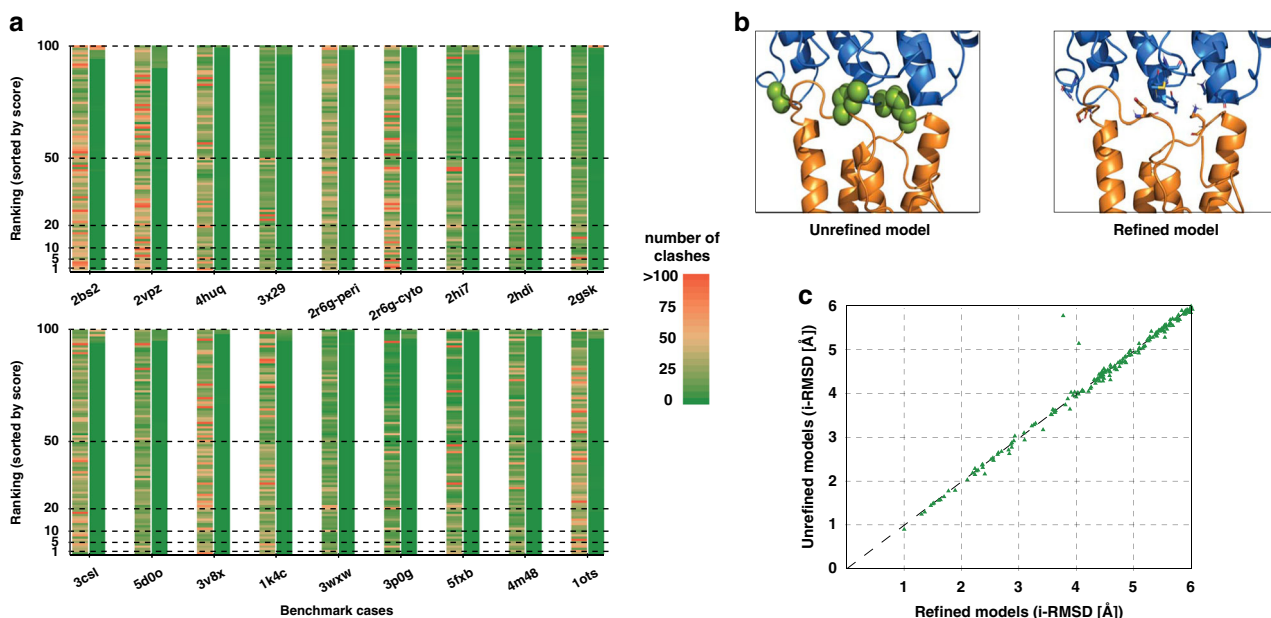 a
Ranking (sorted by score)
100
50
20
10
5
1
2bs2
2vpz
4huq
3x29
2r6g-peri
2r6g-cyto
2hi7
2hdi
2gsk
Ranking (sorted by score)
100
50
20
10
5
1
3csl
5d0o
3v8x
1k4c
3wxw
3p0g
5fxb
4m48
1ots
Benchmark cases
number of
clashes
>100
75
50
25
0
b
Unrefined model
Refined model
c
Unrefined models (i-RMSD [Å])
6
5
4
3
2
1
0
1 2 3 4 5 6
Refined models (i-RMSD [Å])